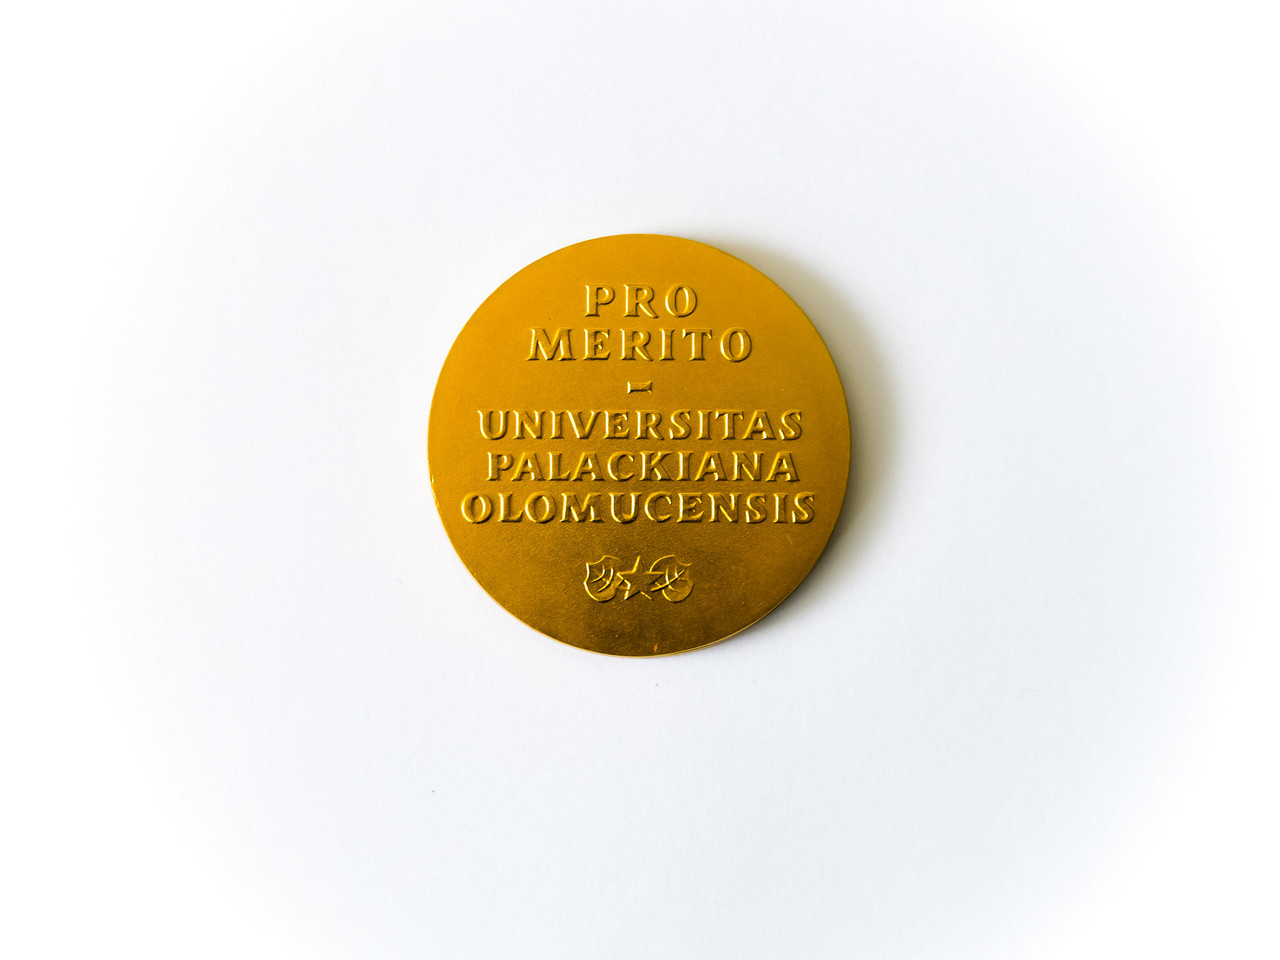 PRO
MERITO
-
UNIVERSITAS
PALACKIANA
OLOMUCENSIS